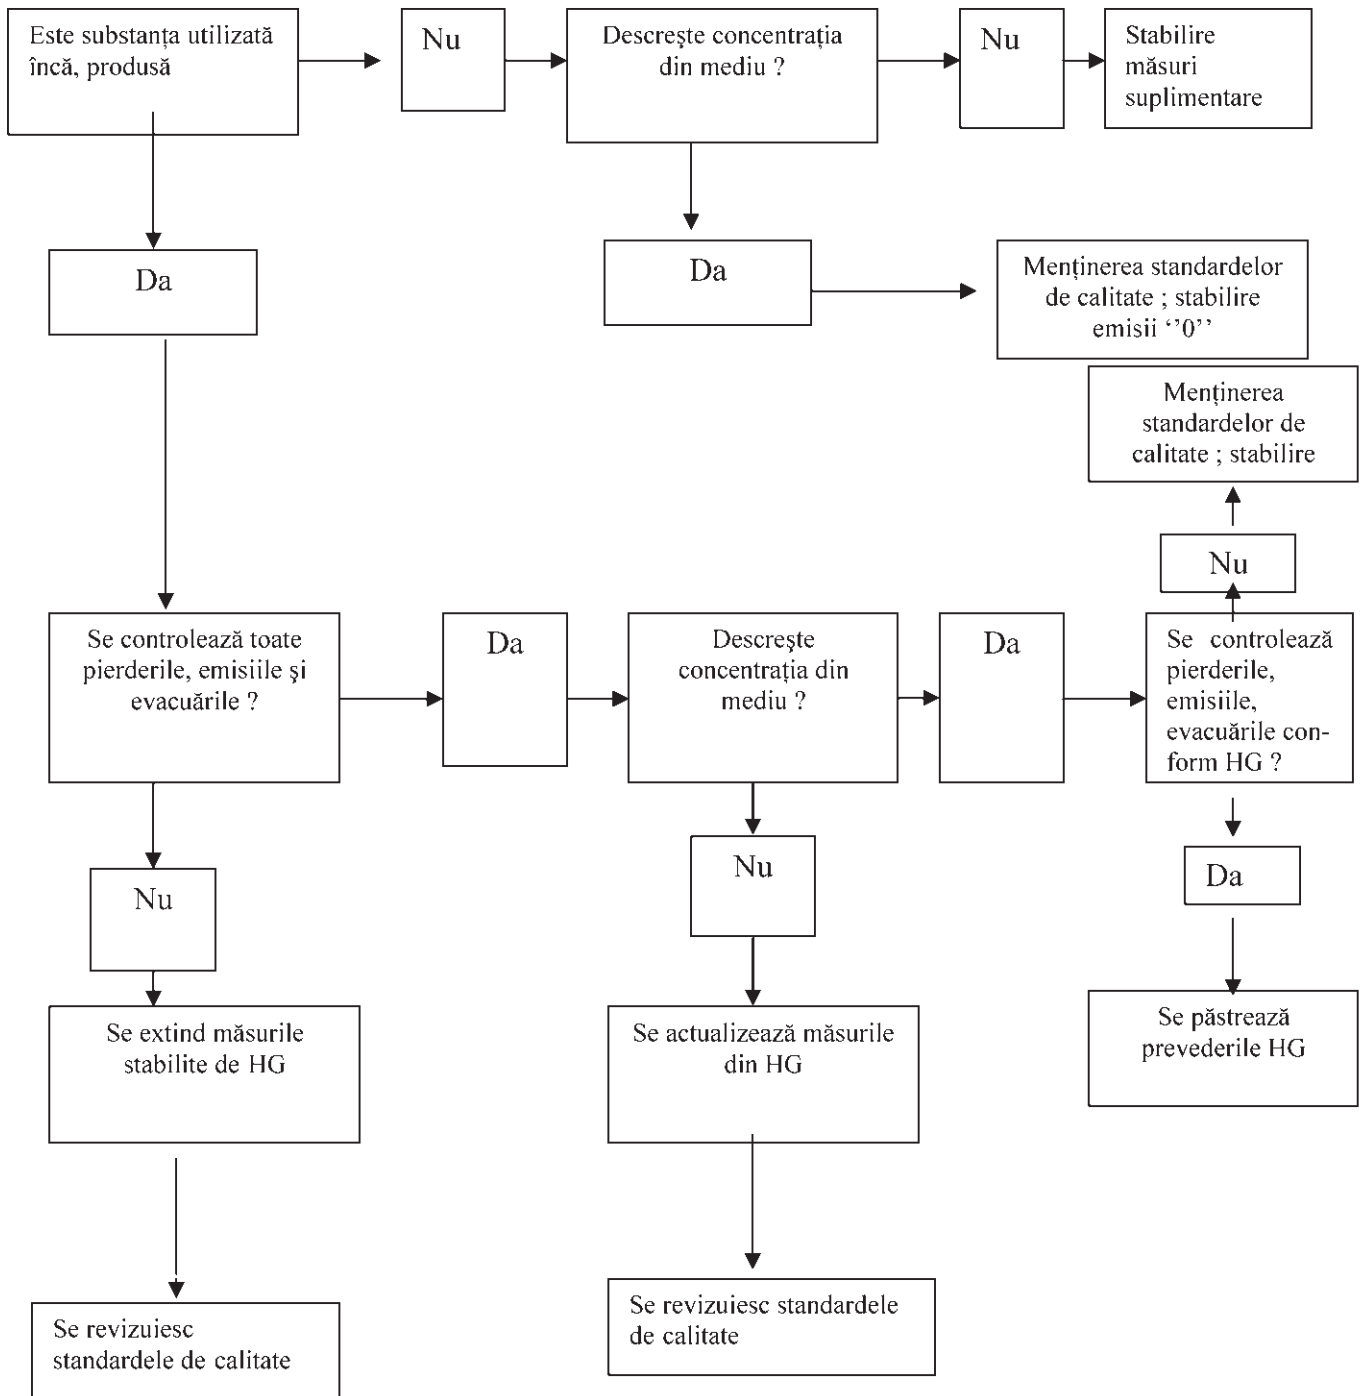 Este substanța utilizată
încă, produsă
Nu
Descreşte concentrația
din mediu ?
Nu
Stabilire
măsuri
suplimentare
Da
Da
Menținerea standardelor
de calitate ; stabilire
emisii ‘’0’’
Menținerea
standardelor de
calitate ; stabilire
Nu
Se controlează toate
pierderile, emisiile şi
evacuările ?
Da
Descreşte
concentrația din
mediu ?
Da
Se controlează
pierderile,
emisiile,
evacuările con-
form HG ?
Nu
Nu
Da
Se extind măsurile
stabilite de HG
Se actualizează măsurile
din HG
Se păstrează
prevederile HG
Se revizuiesc
standardele de calitate
Se revizuiesc standardele
de calitate